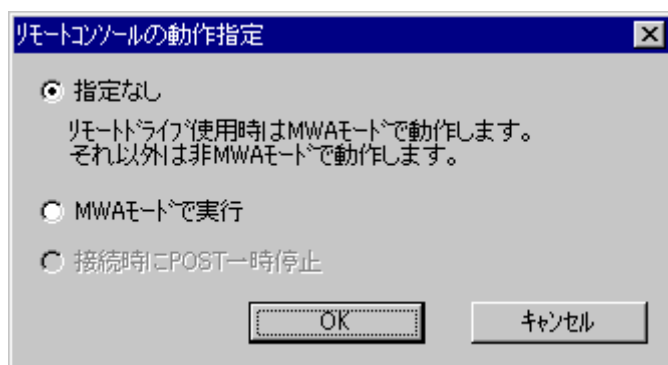 リモートコンソールの動作指定
指定なし
リモートドライブ使用時はMWAモードで動作します。
それ以外は非MWAモードで動作します。
MWAモードで実行
接続時にPOST一時停止
OK
キャンセル